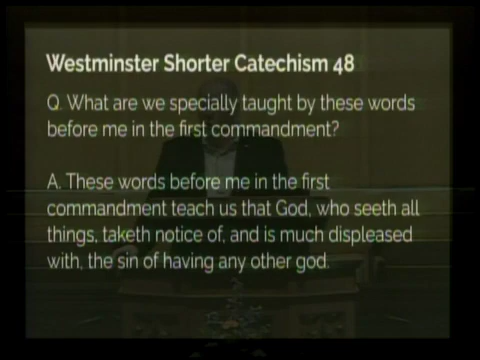 Westminster Shorter Catechism 48
Q. What are we specially taught by these words
before me in the first commandment?
A. These words before me in the first
commandment teach us that God, who seeth all
things, taketh notice of, and is much displeased
with, the sin of having any other god.